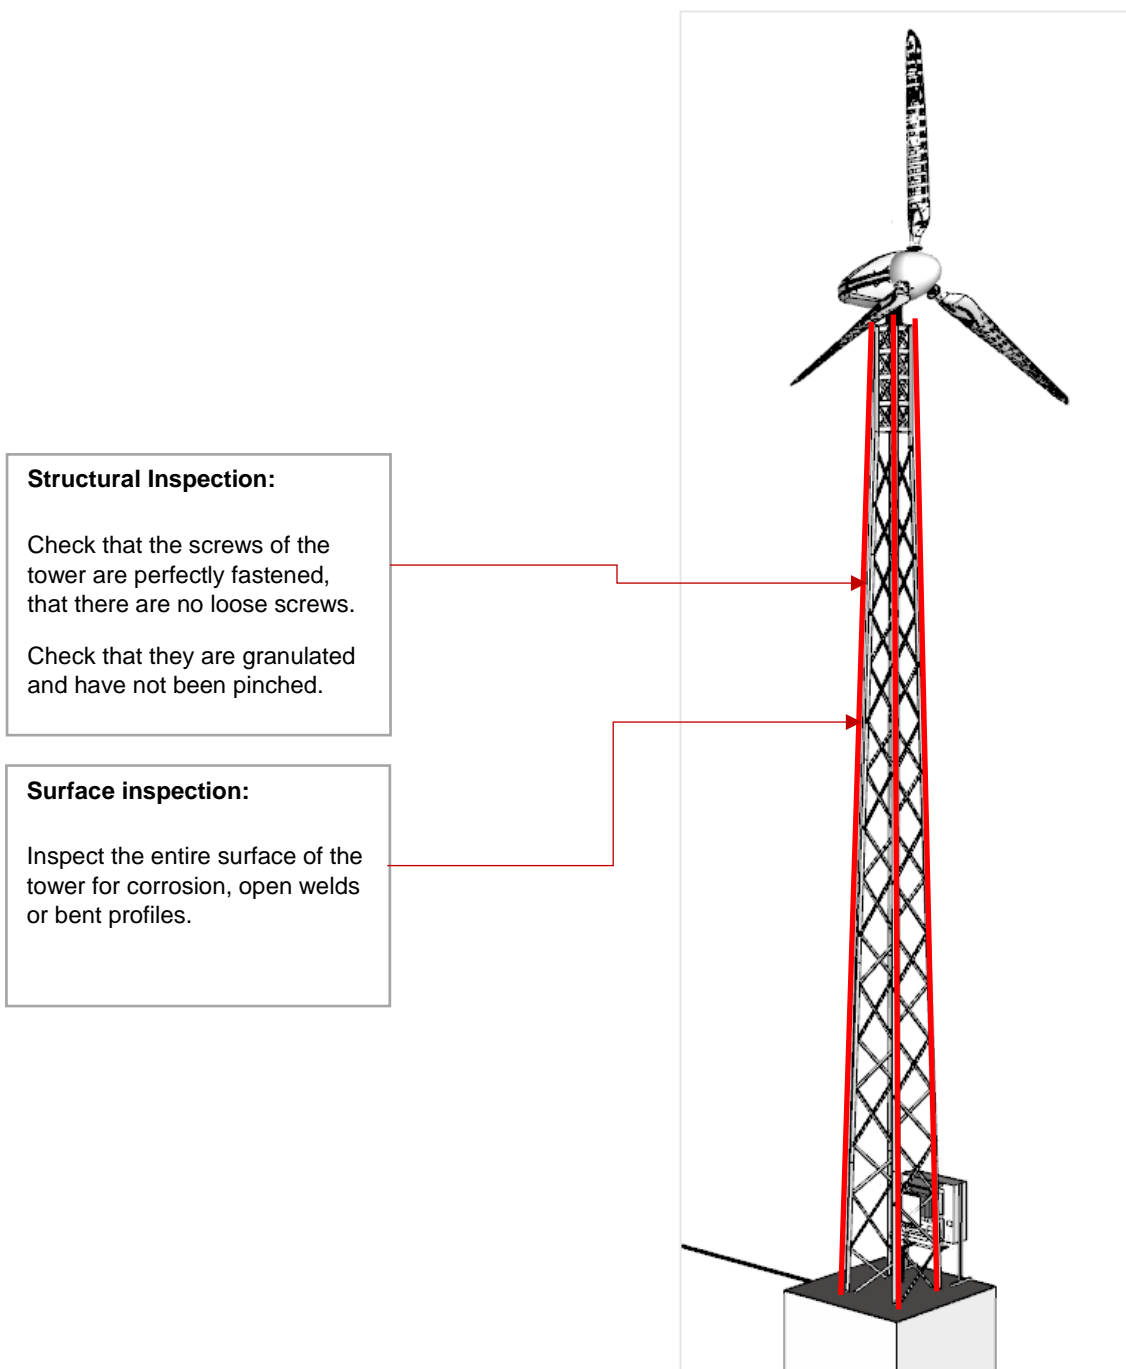 Structural Inspection:
Check that the screws of the
tower are perfectly fastened,
that there are no loose screws.
Check that they are granulated
and have not been pinched.
Surface inspection:
Inspect the entire surface of the
tower for corrosion, open welds
or bent profiles.